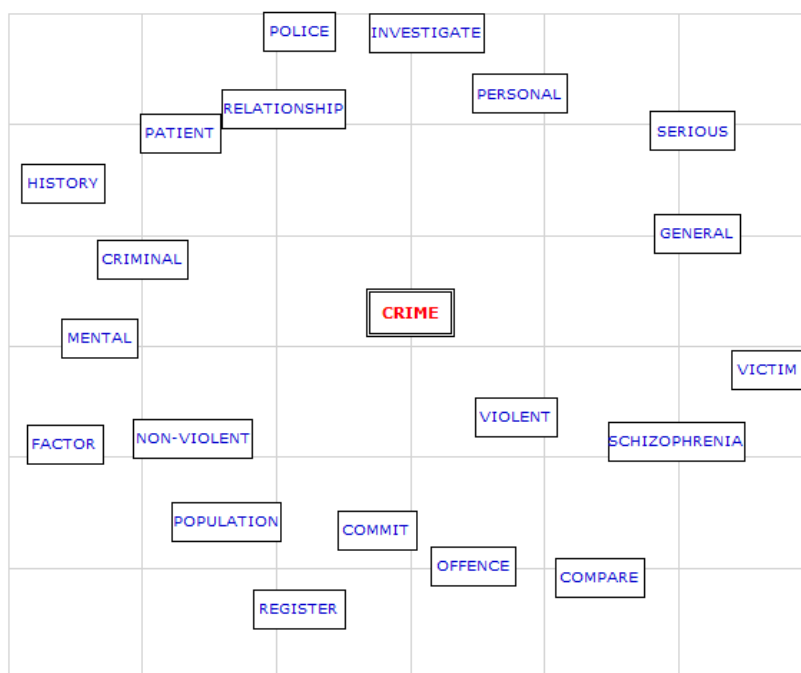 POLICE
INVESTIGATE
PERSONAL
RELATIONSHIP
PATIENT
SERIOUS
HISTORY
GENERAL
CRIMINAL
CRIME
MENTAL
VICTIM
VIOLENT
NON-VIOLENT
SCHIZOPHRENIA
FACTOR
POPULATION
COMMIT
OFFENCE
COMPARE
REGISTER